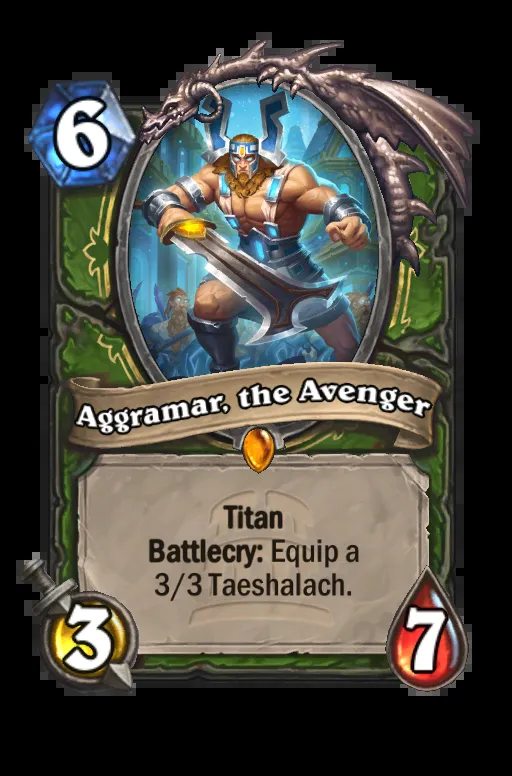 6
Aggramar, the Avenger
Titan
Battlecry: Equip a
3/3 Taeshalach.
3
7